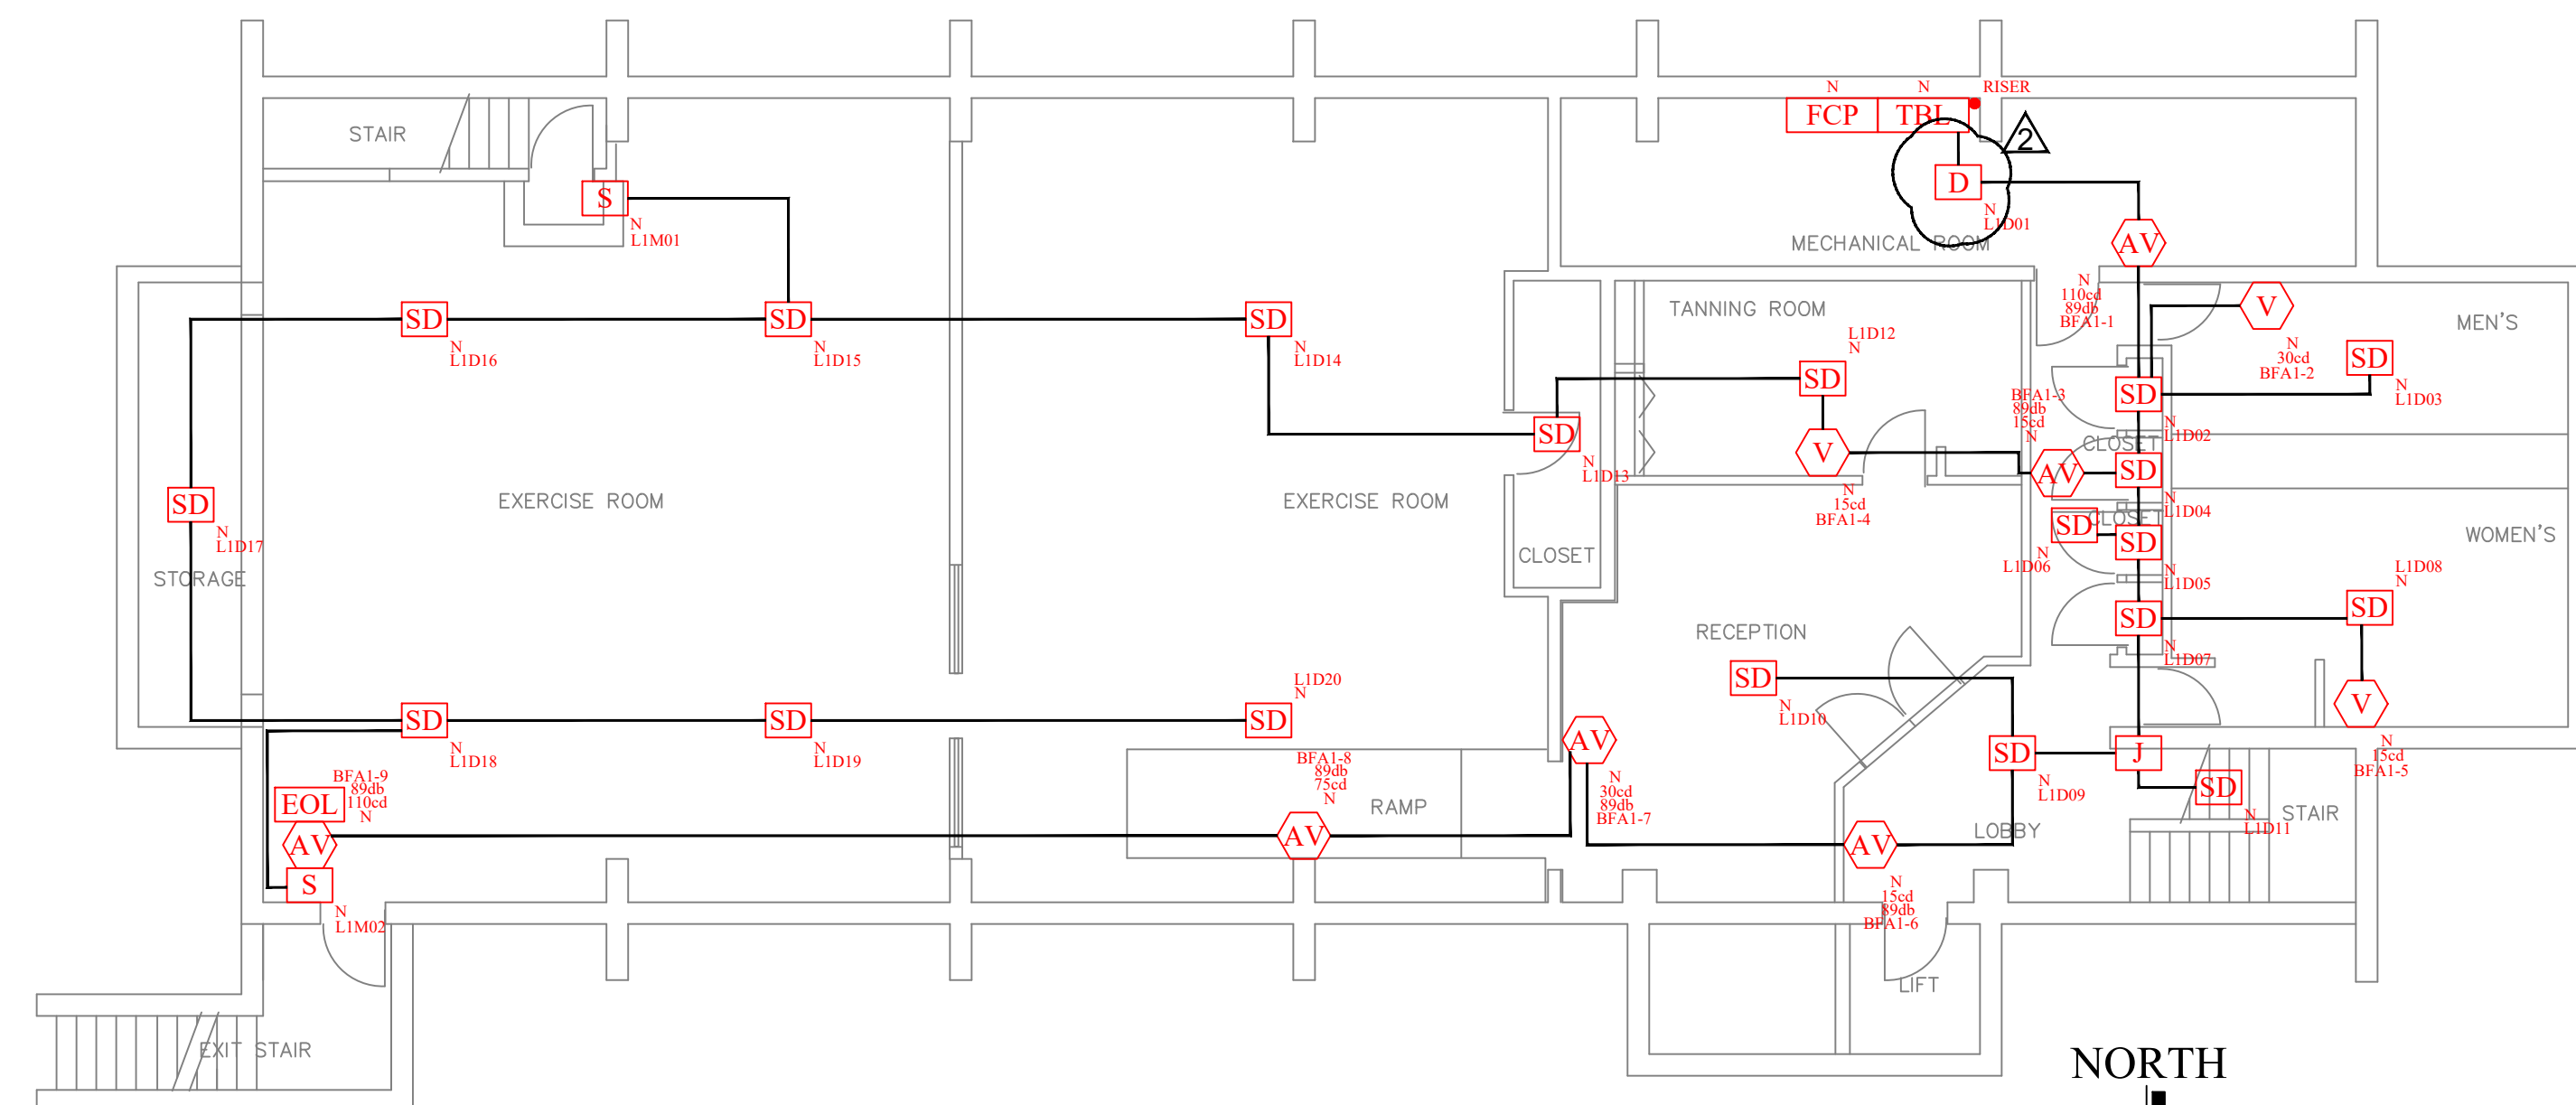 N
N
RISER
FCP
TBL
2
STAIR
D
N
L1D01
S
N
L1M01
MECHANICAL ROOM
AV
N
110cd
89db
BFA1-1
TANNING ROOM
V
N
30cd
BFA1-2
MEN'S
SD
N
L1D16
SD
N
L1D15
SD
N
L1D14
L1D12
N
SD
SD
N
L1D03
BFA1-3
89db
15cd
N
SD
N
L1D02
CLOSET
SD
N
L1D13
V
N
15cd
BFA1-4
AV
SD
N
L1D04
CLOSET
SD
N
L1D17
EXERCISE ROOM
EXERCISE ROOM
SD
N
L1D06
SD
N
L1D05
WOMEN'S
STORAGE
CLOSET
L1D08
N
SD
SD
N
L1D07
RECEPTION
SD
N
L1D10
L1D20
N
SD
SD
N
L1D18
SD
N
L1D19
V
N
15cd
BFA1-5
AV
N
30cd
89db
BFA1-7
SD
N
L1D09
J
SD
N
L1D11
STAIR
BFA1-9
89db
110cd
N
EOL
AV
BFA1-8
89db
75cd
N
AV
RAMP
AV
N
15cd
89db
BFA1-6
LOBBY
S
N
L1M02
LIFT
EXIT STAIR
NORTH